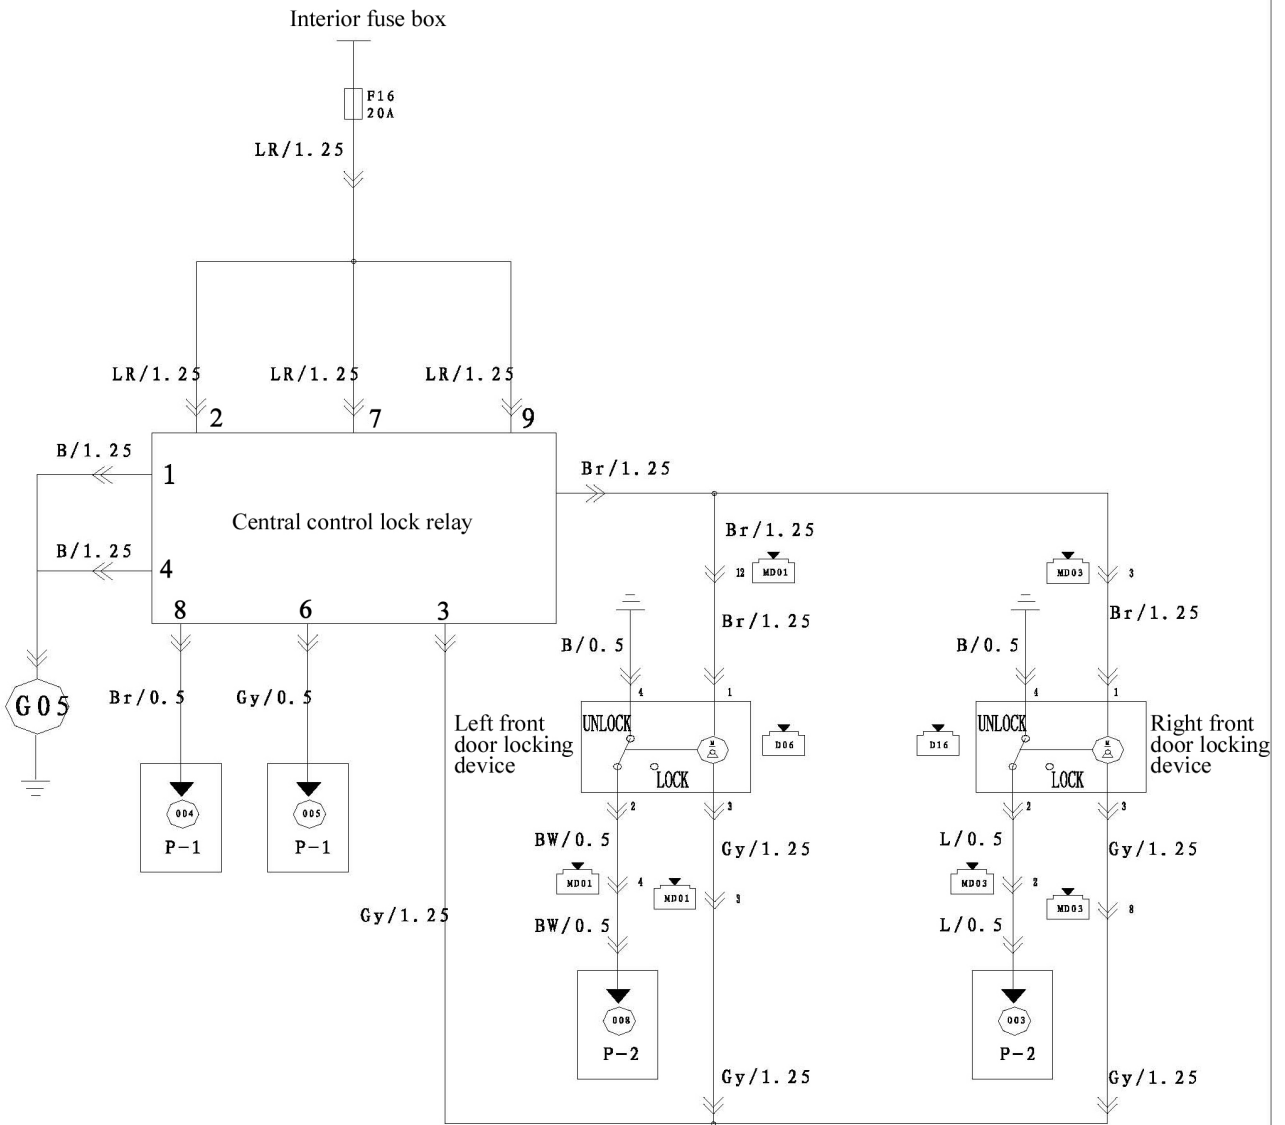 Interior fuse box
F16
20A
LR/1.25
LR/1.25
LR/1.25
LR/1.25
2
7
9
B/1.25
1
Br/1.25
Central control lock relay
Br/1.25
B/1.25
4
12
MD01
MD03
3
8
6
3
Br/1.25
Br/1.25
B/0.5
B/0.5
Br/0.5
Gy/0.5
4
1
4
1
G05
Left front
door locking
device
UNLOCK
M
LOCK
D06
D16
UNLOCK
M
LOCK
Right front
door locking
device
2
3
2
3
004
P-1
005
P-1
BW/0.5
Gy/1.25
L/0.5
Gy/1.25
MD01
4
MD01
3
MD03
2
MD03
8
Gy/1.25
BW/0.5
L/0.5
008
P-2
003
P-2
Gy/1.25
Gy/1.25